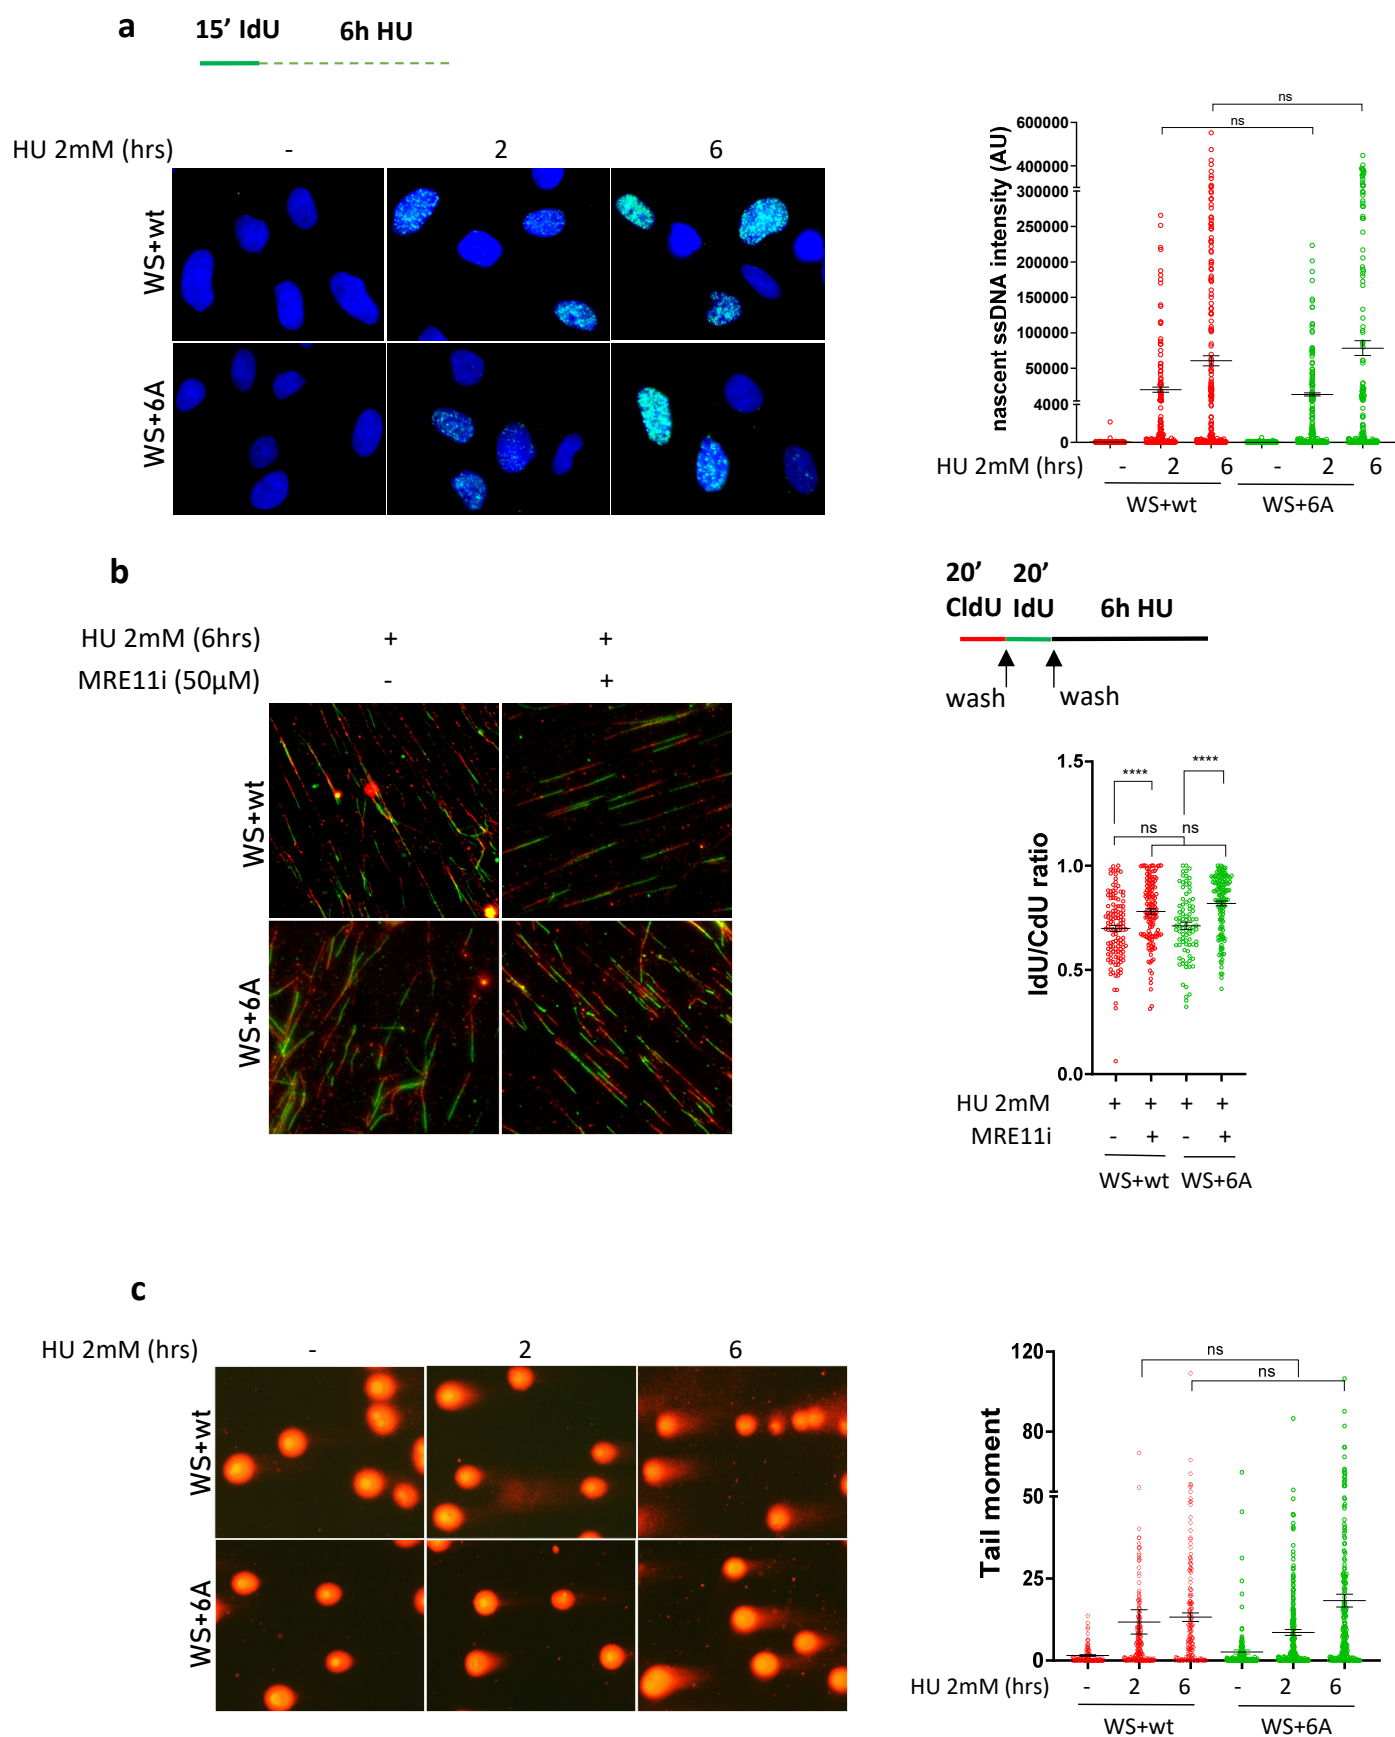 a
15’ IdU 6h HU
HU 2mM (hrs) - 2 6
WS+wt
WS+6A
nascent ssDNA intensity (AU)
ns
ns
600000
400000
300000
250000
200000
150000
100000
50000
4000
0
HU 2mM (hrs) - 2 6 - 2 6
WS+wt WS+6A
b
HU 2mM (6hrs) + +
MRE11i (50µM) - +
WS+wt
WS+6A
20’ 20’
CldU IdU 6h HU
wash wash
IdU/CdU ratio
1.5
1.0
0.5
0.0
**** ****
ns ns
HU 2mM + + + +
MRE11i - + - +
WS+wt WS+6A
c
HU 2mM (hrs) - 2 6
WS+wt
WS+6A
Tail moment
120
80
50
25
0
ns
ns
HU 2mM (hrs) - 2 6 - 2 6
WS+wt WS+6A